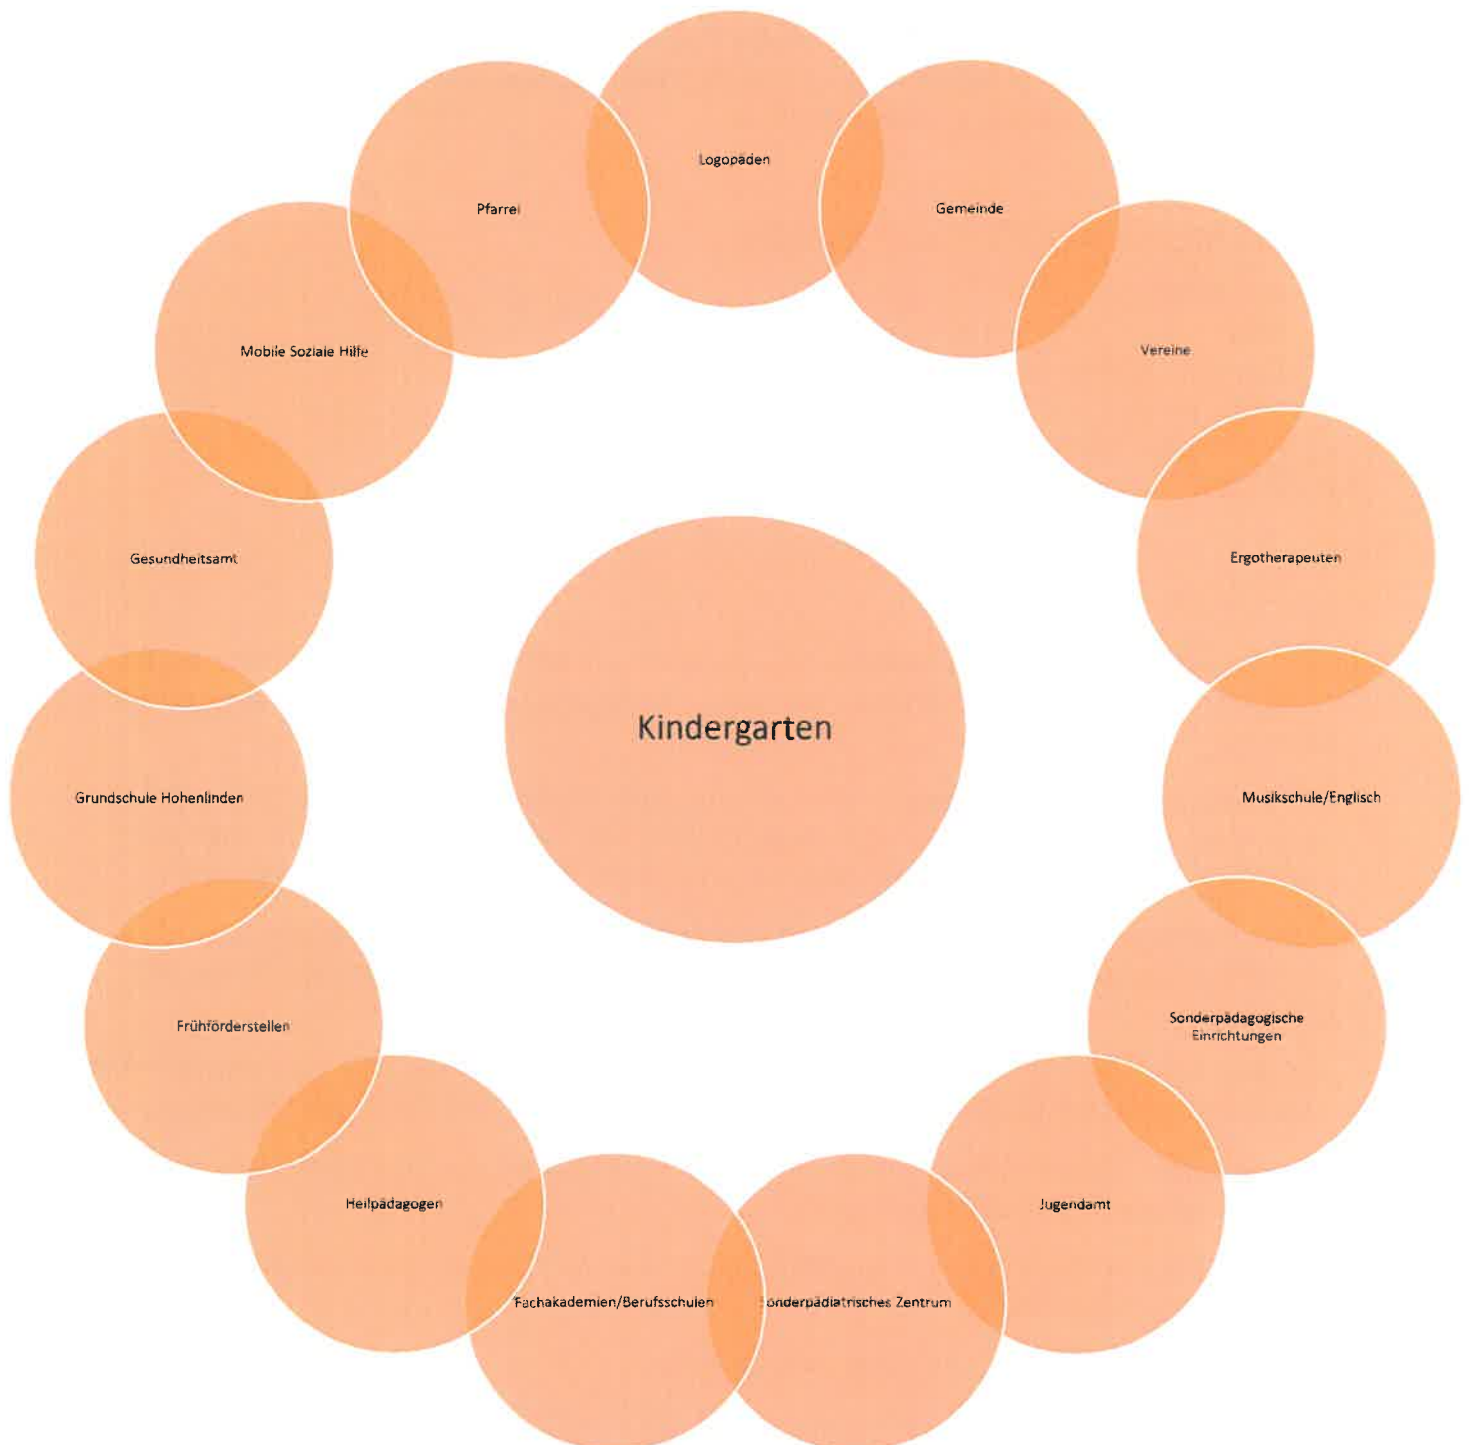 Logopäden
Gemeinde
Vereine
Ergotherapeuten
Musikschule/Englisch
Sonderpädagogische
Einrichtungen
Jugendamt
Sonderpädiatrisches Zentrum
Fachakademien/Berufsschulen
Heilpädagogen
Frühförderstellen
Grundschule Hohenlinden
Gesundheitsamt
Mobile Soziale Hilfe
Pfarrei
Kindergarten